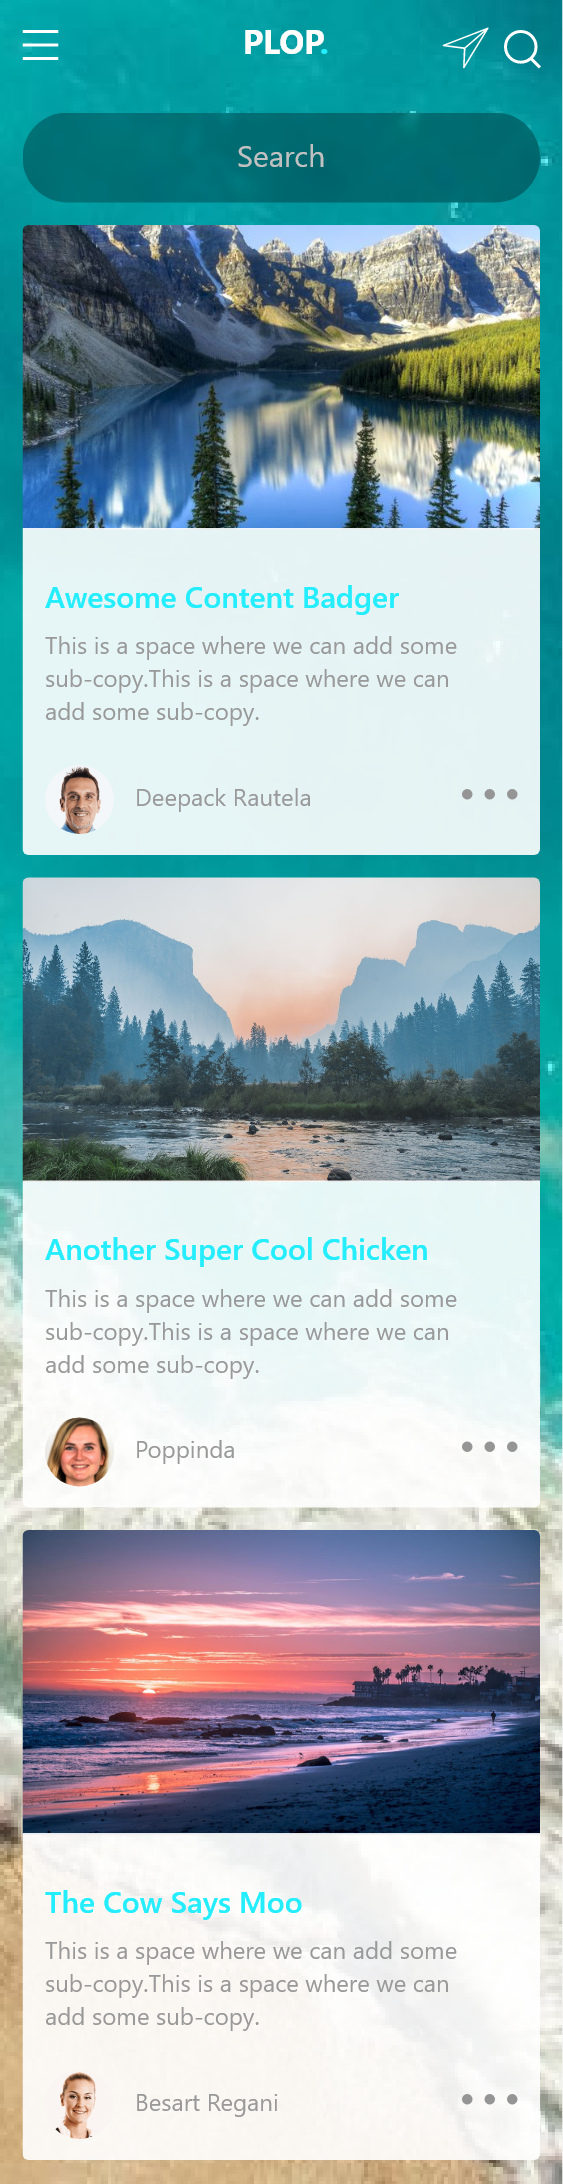 PLOP.
Search
Awesome Content Badger
This is a space where we can add some
sub-copy.This is a space where we can
add some sub-copy.
Deepack Rautela
Another Super Cool Chicken
This is a space where we can add some
sub-copy.This is a space where we can
add some sub-copy.
Poppinda
The Cow Says Moo
This is a space where we can add some
sub-copy.This is a space where we can
add some sub-copy.
Besart Regani